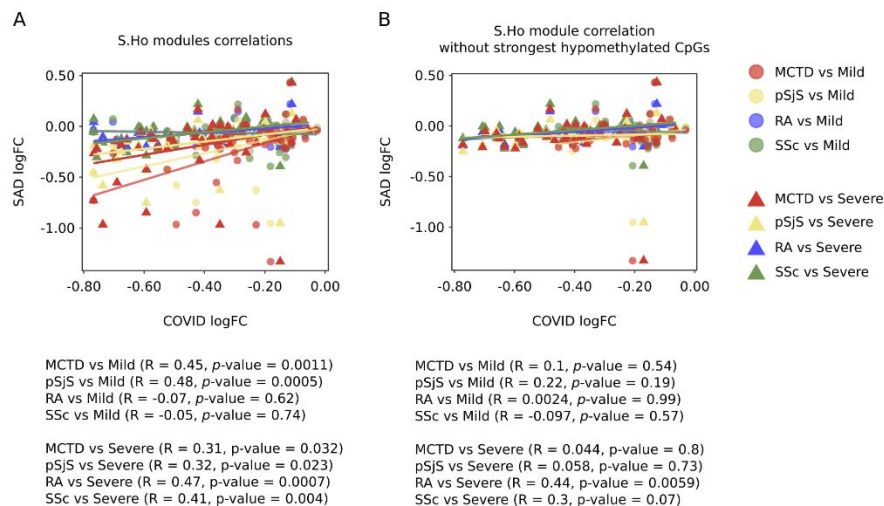 A
S.Ho modules correlations
SAD logFC
0.50
0.00
-0.50
-1.00
-0.80
-0.60
-0.40
-0.20
0.00
COVID logFC
MCTD vs Mild (R = 0.45, p-value = 0.0011)
pSjS vs Mild (R = 0.48, p-value = 0.0005)
RA vs Mild (R = -0.07, p-value = 0.62)
SSc vs Mild (R = -0.05, p-value = 0.74)
MCTD vs Severe (R = 0.31, p-value = 0.032)
pSjS vs Severe (R = 0.32, p-value = 0.023)
RA vs Severe (R = 0.47, p-value = 0.0007)
SSc vs Severe (R = 0.41, p-value = 0.004)
B
S.Ho module correlation
without strongest hypomethylated CpGs
SAD logFC
0.50
0.00
-0.50
-1.00
-0.80
-0.60
-0.40
-0.20
0.00
COVID logFC
MCTD vs Mild (R = 0.1, p-value = 0.54)
pSjS vs Mild (R = 0.22, p-value = 0.19)
RA vs Mild (R = 0.0024, p-value = 0.99)
SSc vs Mild (R = -0.097, p-value = 0.57)
MCTD vs Severe (R = 0.044, p-value = 0.8)
pSjS vs Severe (R = 0.058, p-value = 0.73)
RA vs Severe (R = 0.44, p-value = 0.0059)
SSc vs Severe (R = 0.3, p-value = 0.07)
MCTD vs Mild
pSjS vs Mild
RA vs Mild
SSc vs Mild
MCTD vs Severe
pSjS vs Severe
RA vs Severe
SSc vs Severe